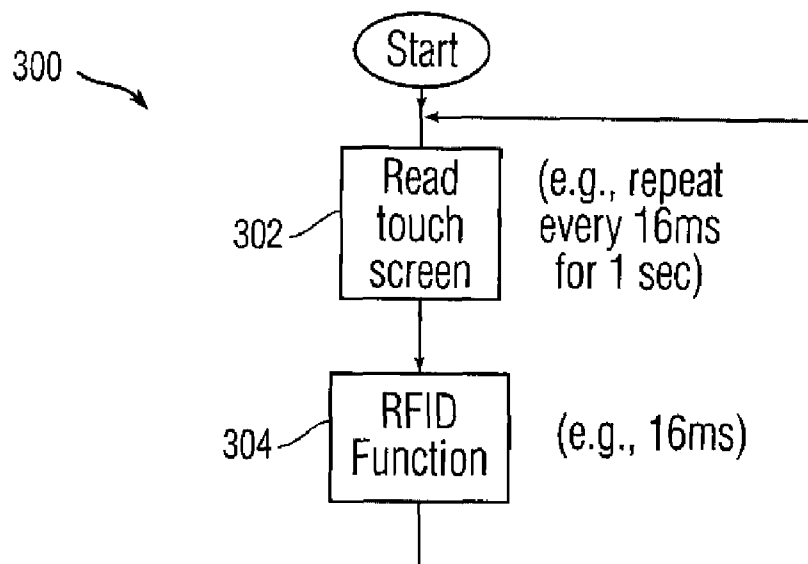 Start
300
Read
touch
screen
302
(e.g., repeat
every 16ms
for 1 sec)
RFID
Function
304
(e.g., 16ms)